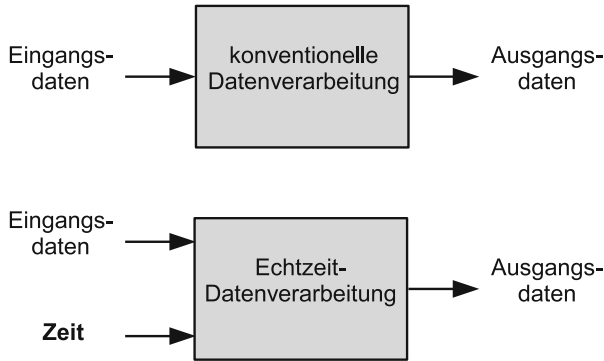 Eingangs-
daten
konventionelle
Datenverarbeitung
Ausgangs-
daten
Eingangs-
daten
Zeit
Echtzeit-
Datenverarbeitung
Ausgangs-
daten